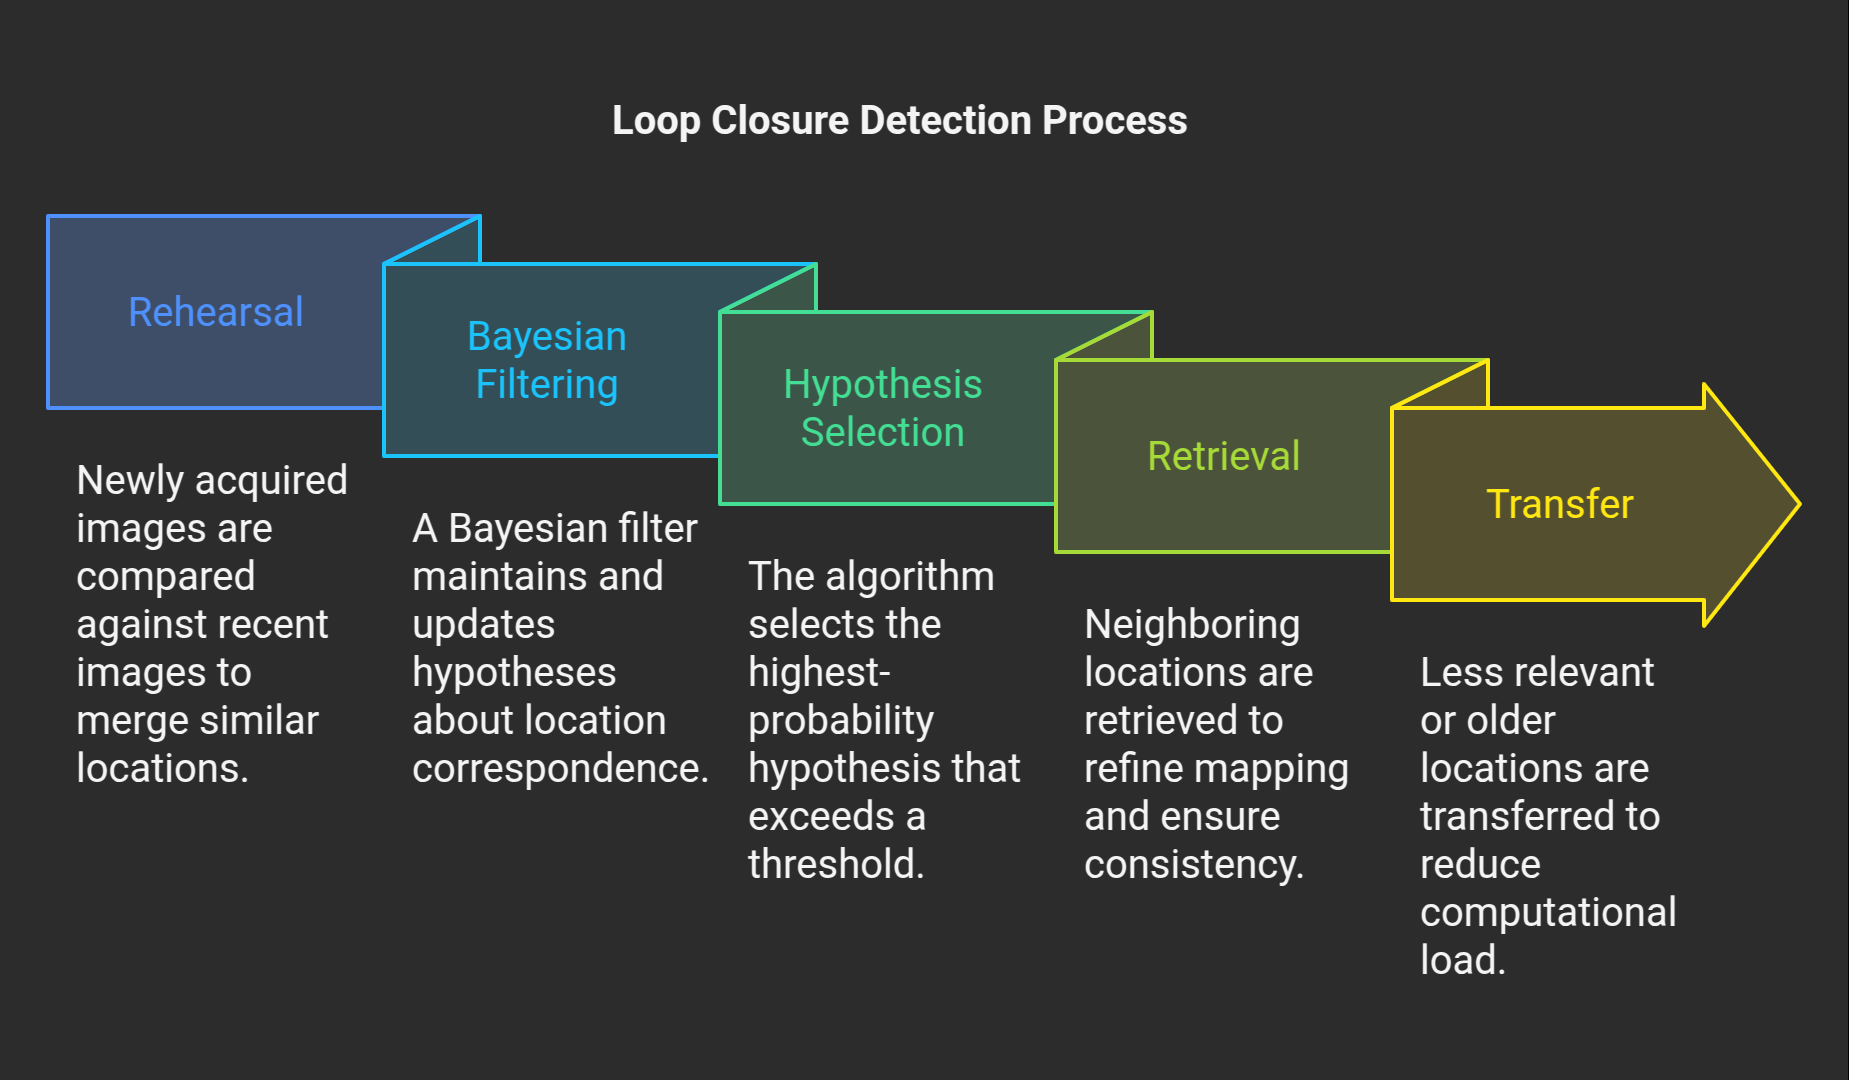 Loop Closure Detection Process
Rehearsal
Newly acquired
images are
compared
against recent
images to
merge similar
locations.
Bayesian
Filtering
A Bayesian filter
maintains and
updates
hypotheses
about location
correspondence.
Hypothesis
Selection
The algorithm
selects the
highest-
probability
hypothesis that
exceeds a
threshold.
Retrieval
Neighboring
locations are
retrieved to
refine mapping
and ensure
consistency.
Transfer
Less relevant
or older
locations are
transferred to
reduce
computational
load.